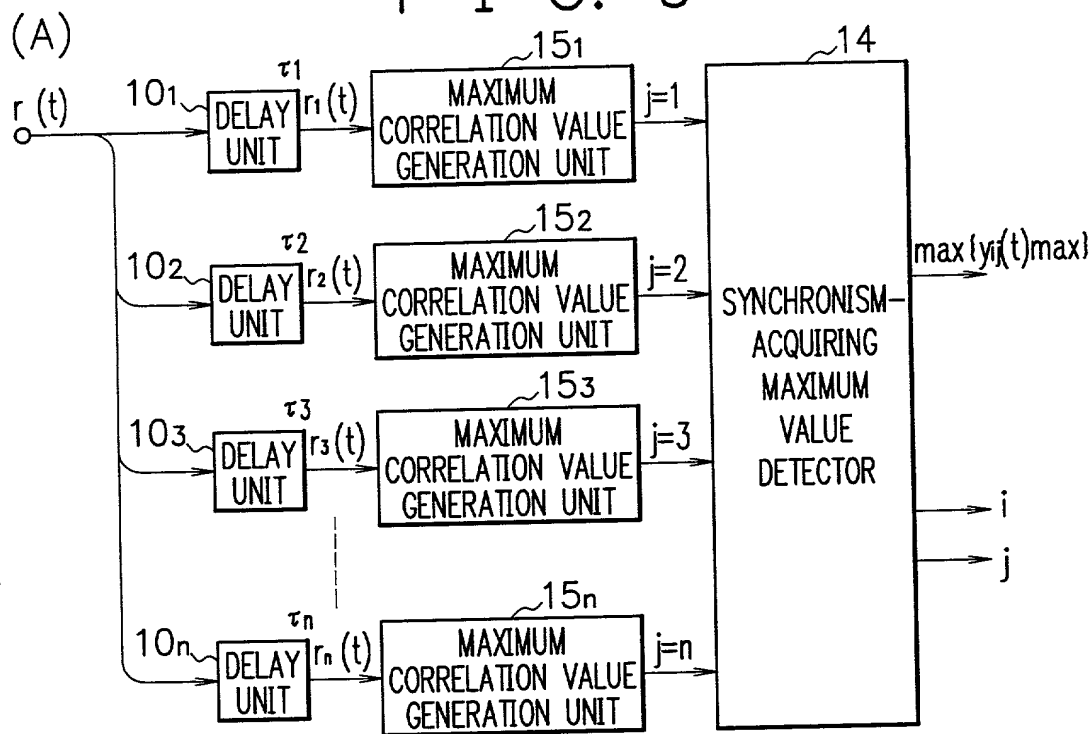 (A)
r (t)
10₁
τ1
DELAY
UNIT
r₁(t)
15₁
MAXIMUM
CORRELATION VALUE
GENERATION UNIT
j=1
10₂
τ2
DELAY
UNIT
r₂(t)
15₂
MAXIMUM
CORRELATION VALUE
GENERATION UNIT
j=2
10₃
τ3
DELAY
UNIT
r₃(t)
15₃
MAXIMUM
CORRELATION VALUE
GENERATION UNIT
j=3
10n
τn
DELAY
UNIT
rn (t)
15n
MAXIMUM
CORRELATION VALUE
GENERATION UNIT
j=n
14
SYNCHRONISM-
ACQUIRING
MAXIMUM
VALUE
DETECTOR
max{yij(t)max}
i
j